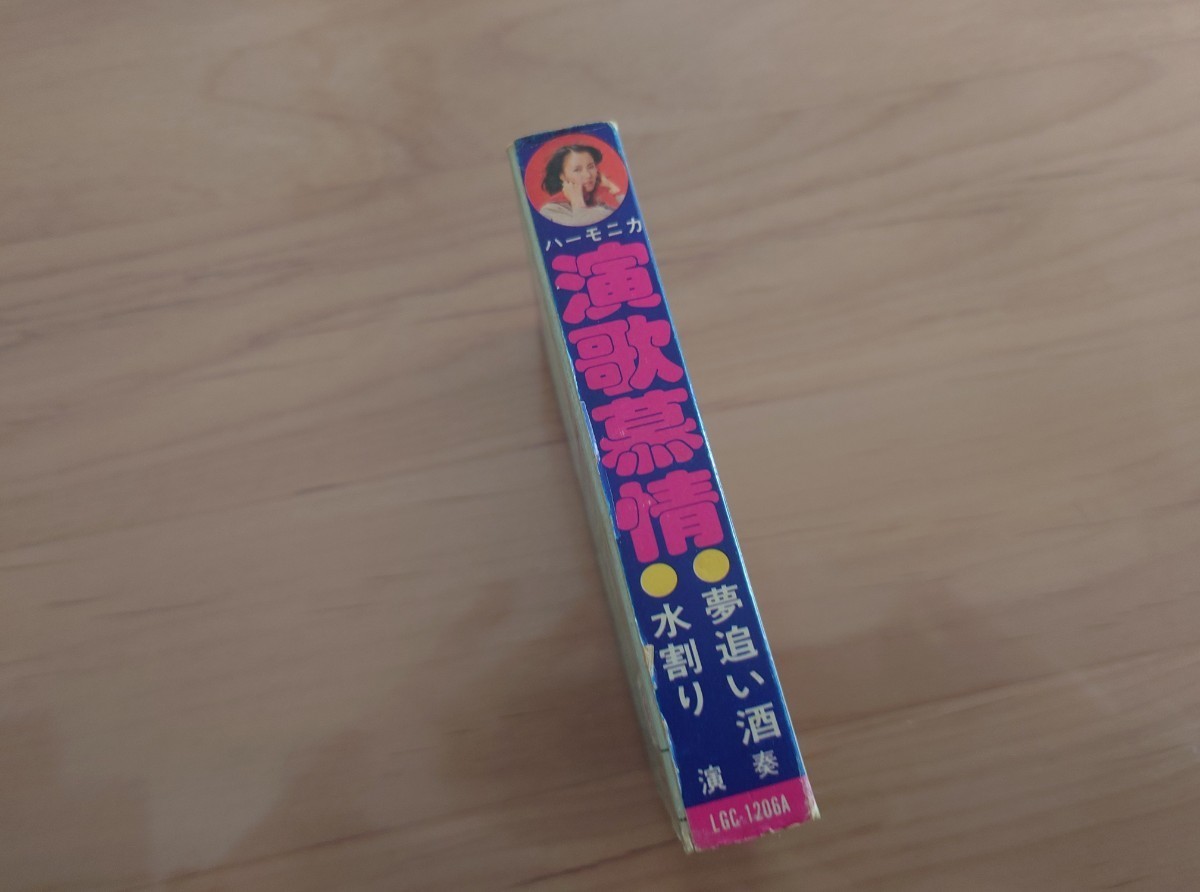 ハーモニカ
演歌慕情
●夢追い酒
●水割り
演奏
LGC-1206A